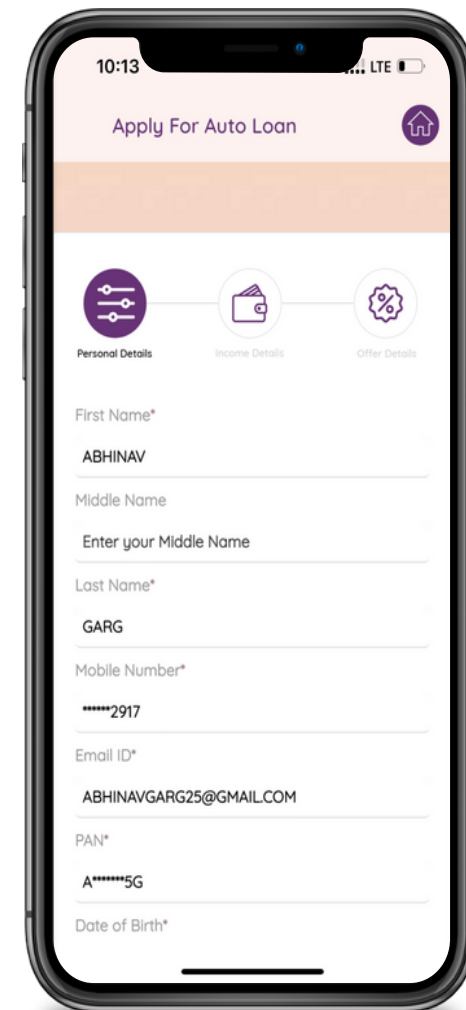 10:13
LTE
Apply For Auto Loan
Personal Details
Income Details
Offer Details
First Name*
ABHINAV
Middle Name
Enter your Middle Name
Last Name*
GARG
Mobile Number*
******2917
Email ID*
ABHINAVGARG25@GMAIL.COM
PAN*
A*******5G
Date of Birth*